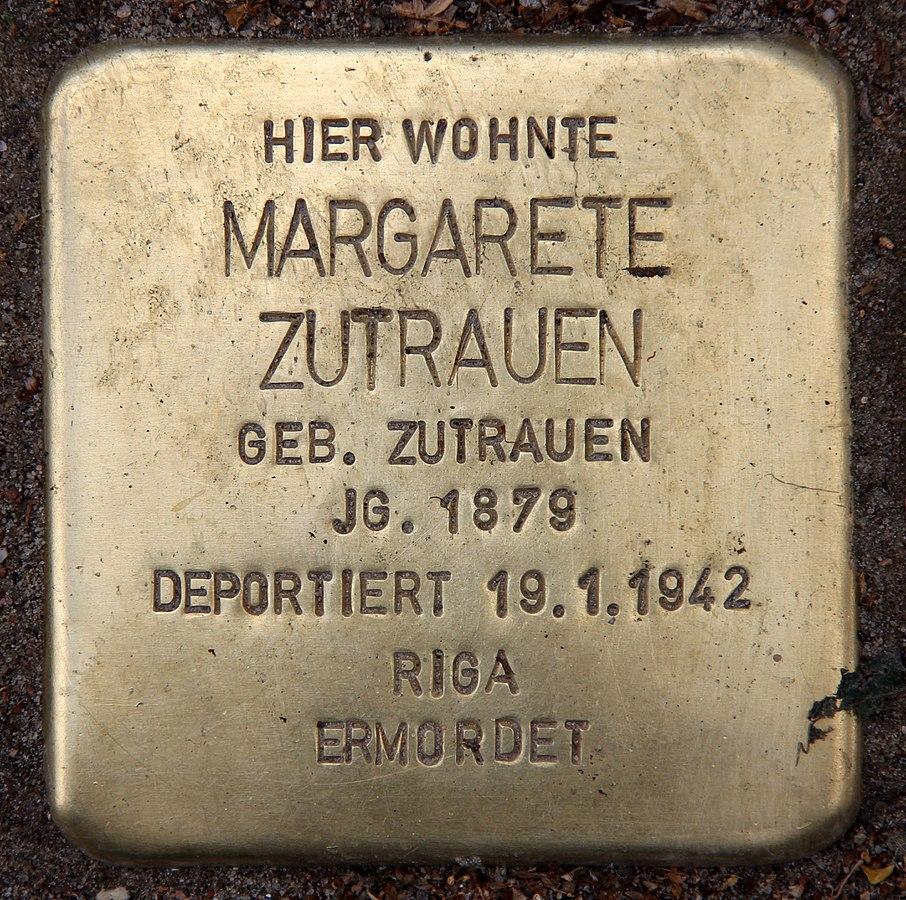 HIER WOHNTE
MARGARETE
ZUTRAUEN
GEB. ZUTRAUEN
JG. 1879
DEPORTIERT 19.1.1942
RIGA
ERMORDET